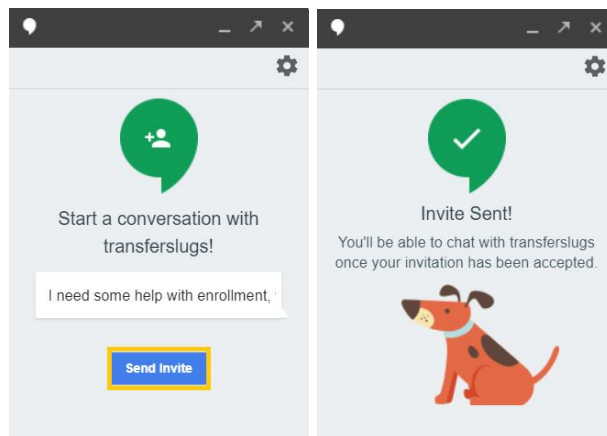 Start a conversation with
transferslugs!
I need some help with enrollment,
Send Invite
Invite Sent!
You'll be able to chat with transferslugs
once your invitation has been accepted.